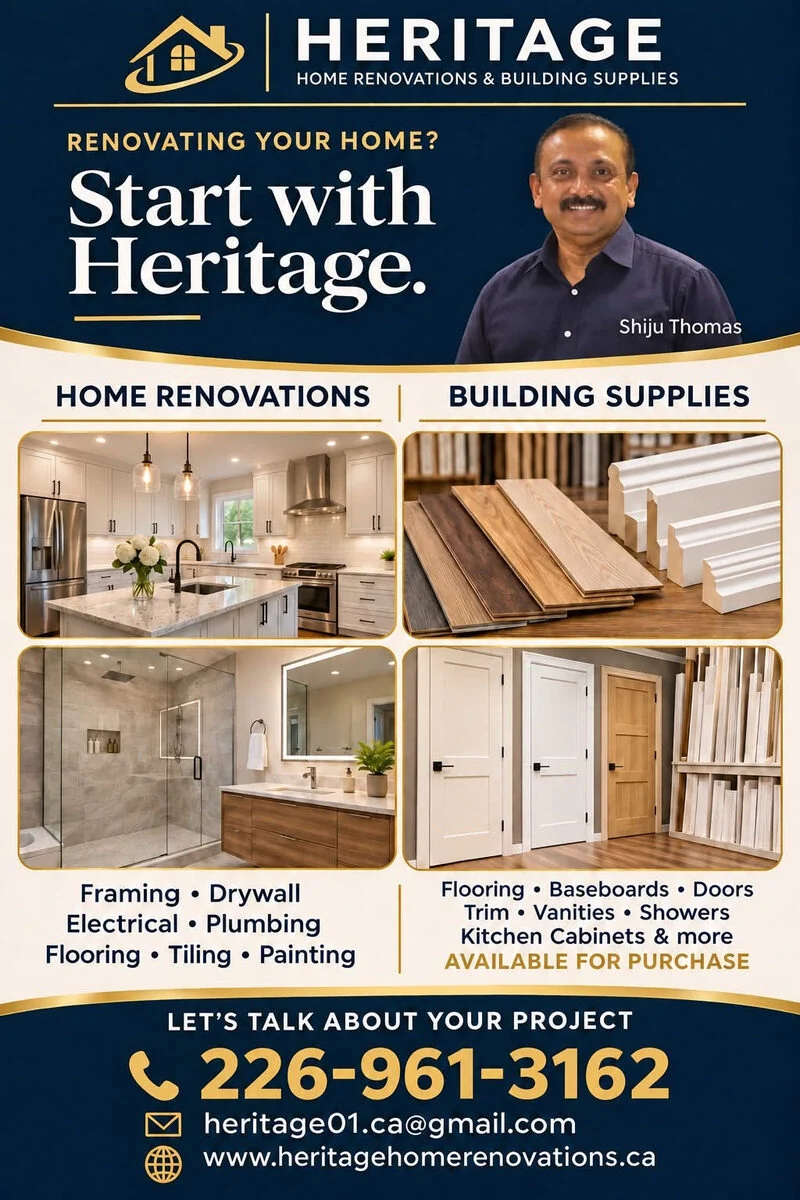 HERITAGE
HOME RENOVATIONS & BUILDING SUPPLIES
RENOVATING YOUR HOME?
Start with
Heritage.
Shiju Thomas
HOME RENOVATIONS
BUILDING SUPPLIES
Framing • Drywall
Electrical • Plumbing
Flooring • Tiling • Painting
Flooring • Baseboards • Doors
Trim • Vanities • Showers
Kitchen Cabinets & more
AVAILABLE FOR PURCHASE
LET'S TALK ABOUT YOUR PROJECT
226-961-3162
heritage01.ca@gmail.com
www.heritagehomerenovations.ca